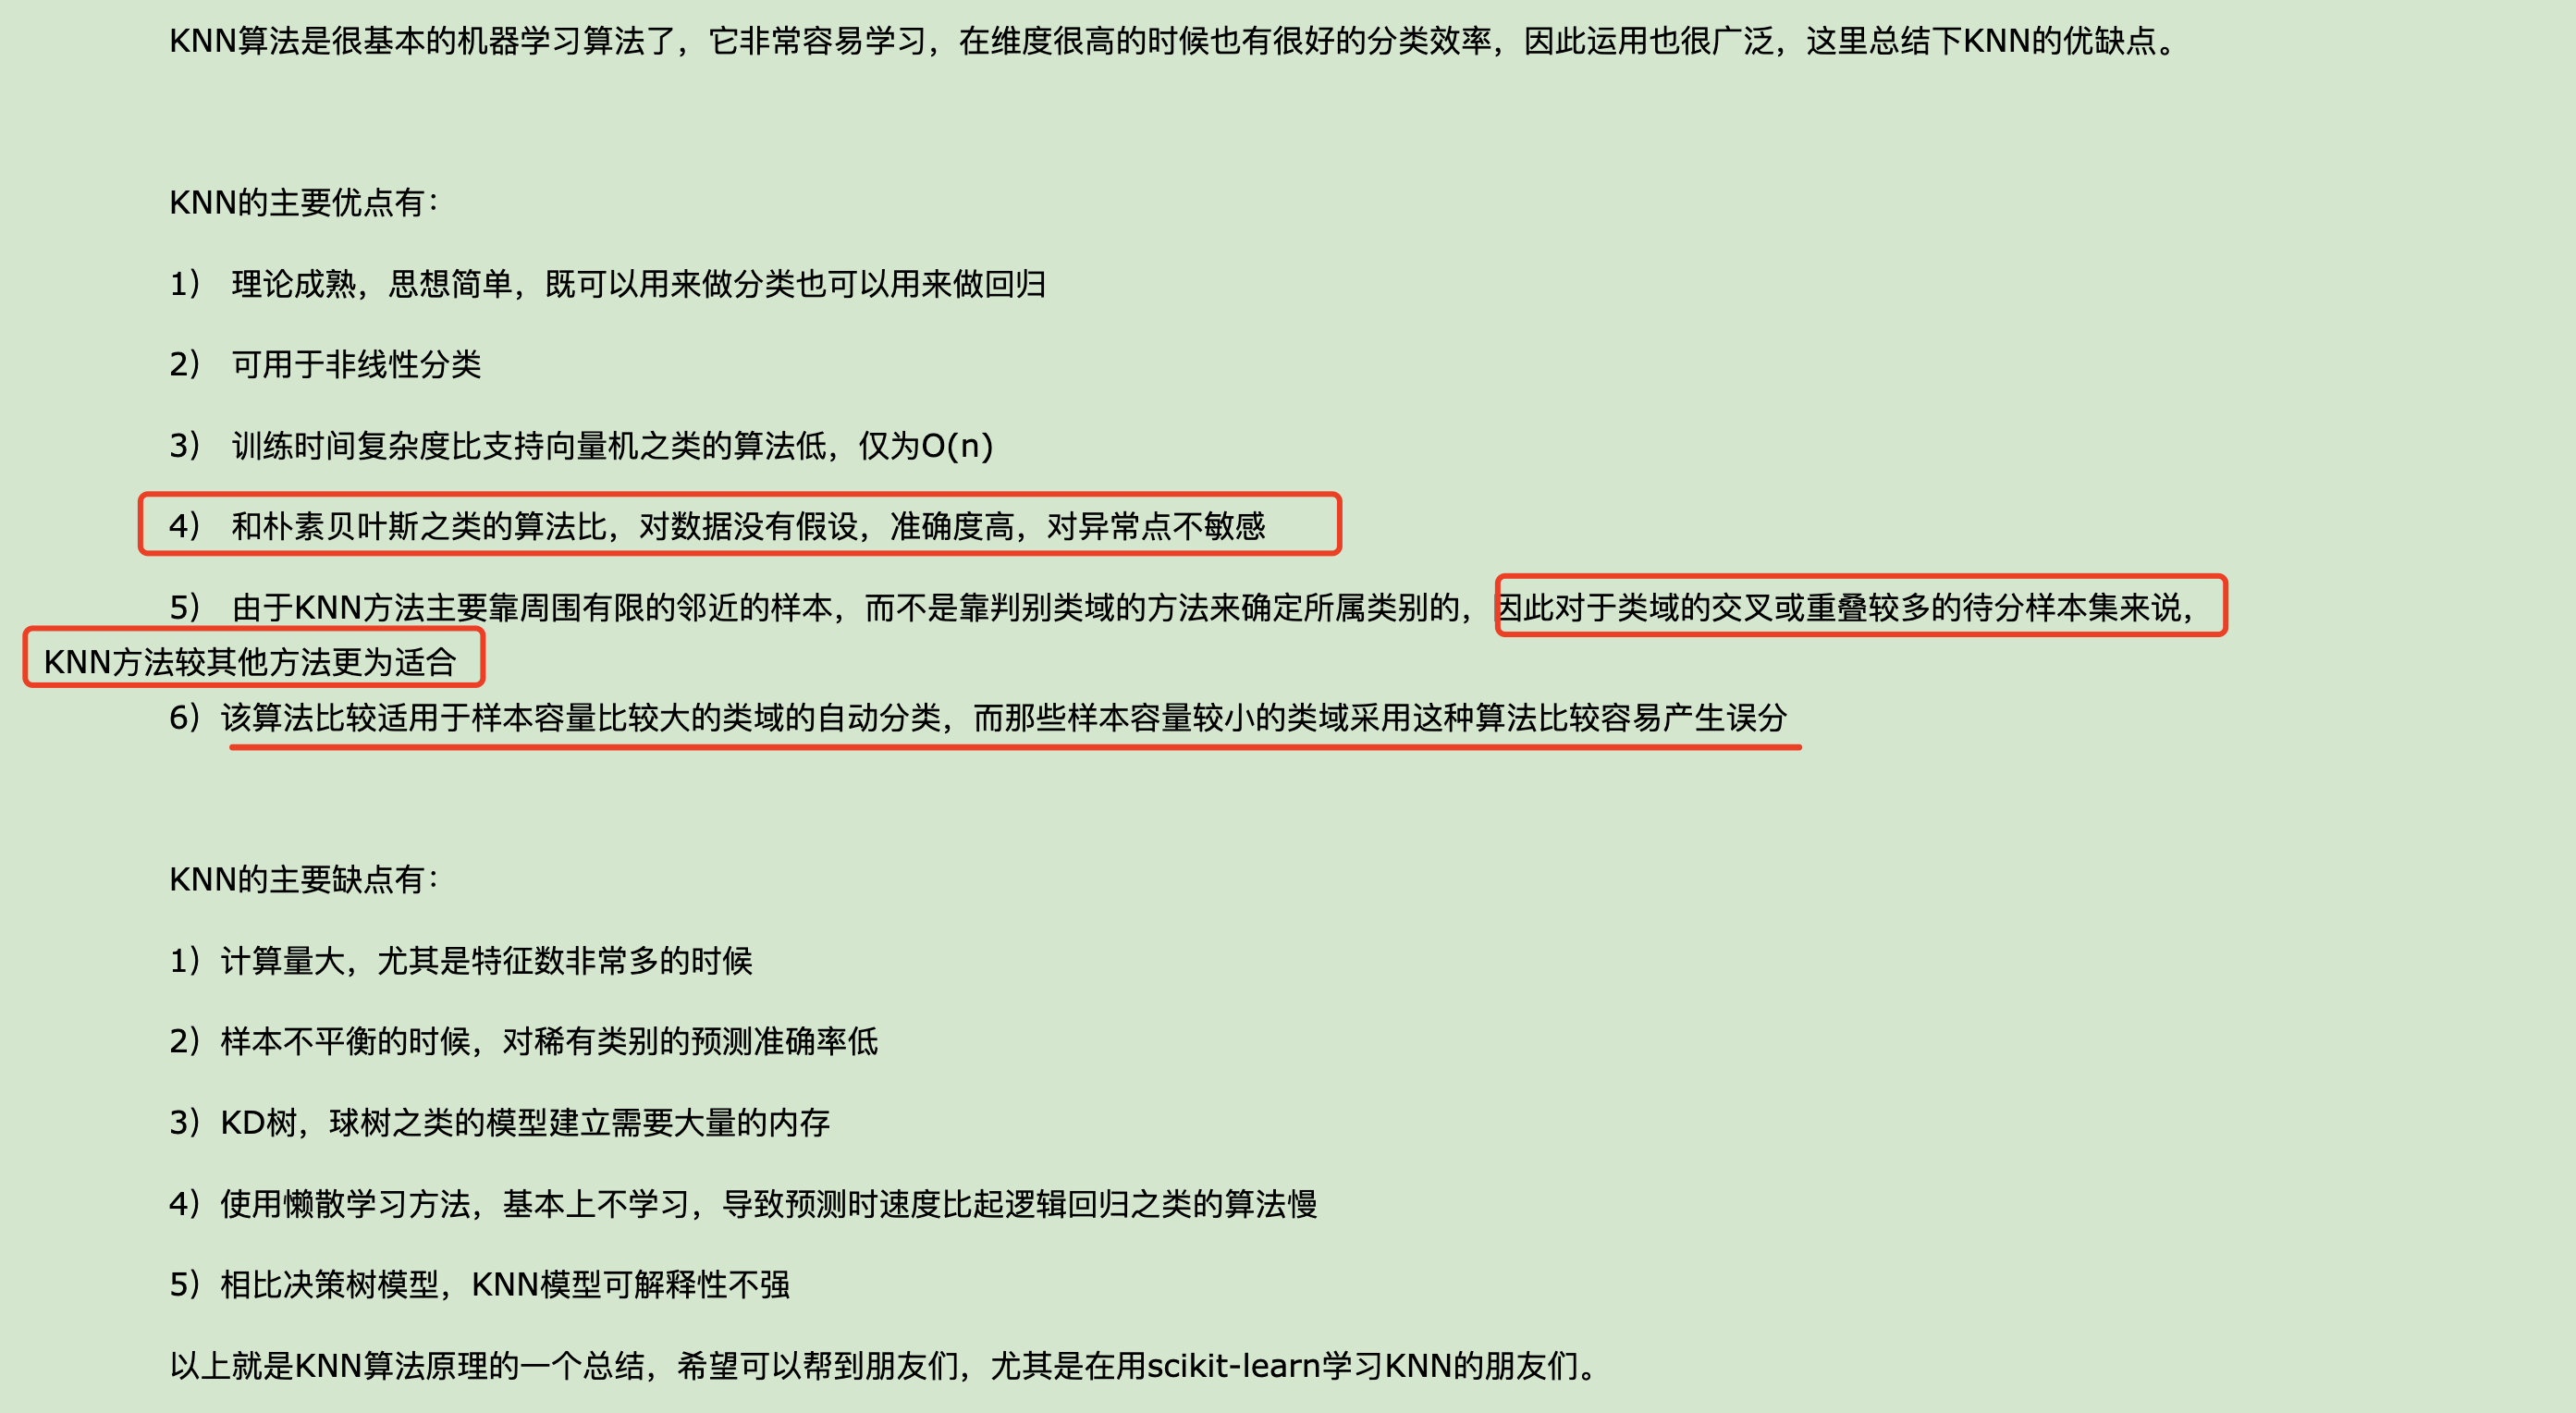 KNN算法是很基本的机器学习算法了，它非常容易学习，在维度很高的时候也有很好的分类效率，因此运用也很广泛，这里总结下KNN的优缺点。
KNN的主要优点有：
1） 理论成熟，思想简单，既可以用来做分类也可以用来做回归
2） 可用于非线性分类
3） 训练时间复杂度比支持向量机之类的算法低，仅为O(n)
4） 和朴素贝叶斯之类的算法比，对数据没有假设，准确度高，对异常点不敏感
5） 由于KNN方法主要靠周围有限的邻近的样本，而不是靠判别类域的方法来确定所属类别的，因此对于类域的交叉或重叠较多的待分样本集来说，
KNN方法较其他方法更为适合
6）该算法比较适用于样本容量比较大的类域的自动分类，而那些样本容量较小的类域采用这种算法比较容易产生误分
KNN的主要缺点有：
1）计算量大，尤其是特征数非常多的时候
2）样本不平衡的时候，对稀有类别的预测准确率低
3）KD树，球树之类的模型建立需要大量的内存
4）使用懒散学习方法，基本上不学习，导致预测时速度比起逻辑回归之类的算法慢
5）相比决策树模型，KNN模型可解释性不强
以上就是KNN算法原理的一个总结，希望可以帮到朋友们，尤其是在用scikit-learn学习KNN的朋友们。